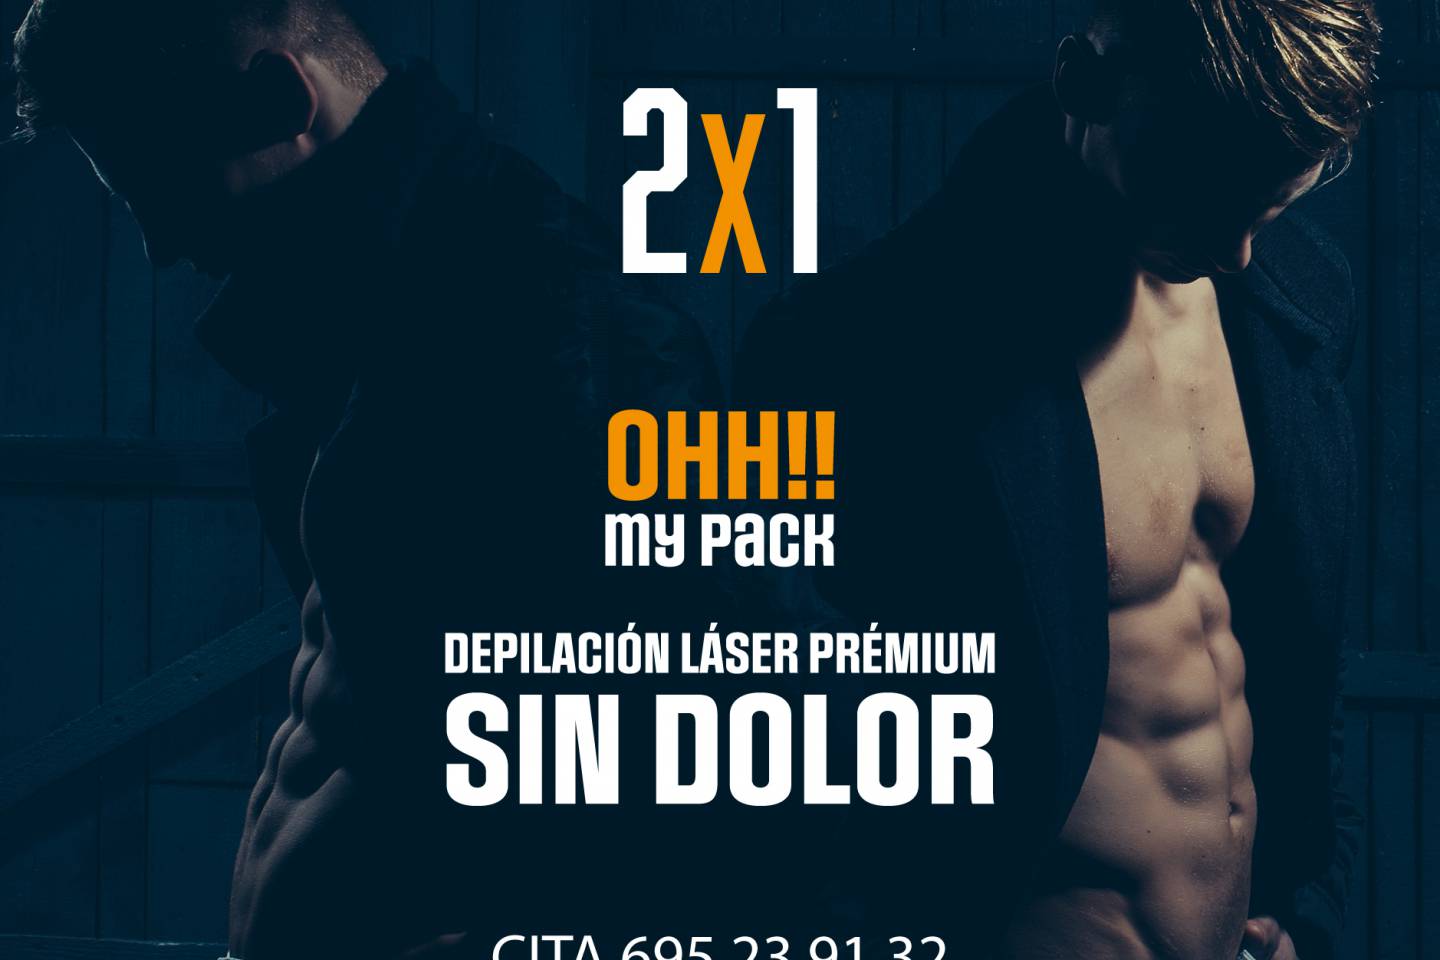 2x1
OHH!!
my pack
DEPILACIÓN LÁSER PRÉMIUM
SIN DOLOR
CITA 695 23 91 32